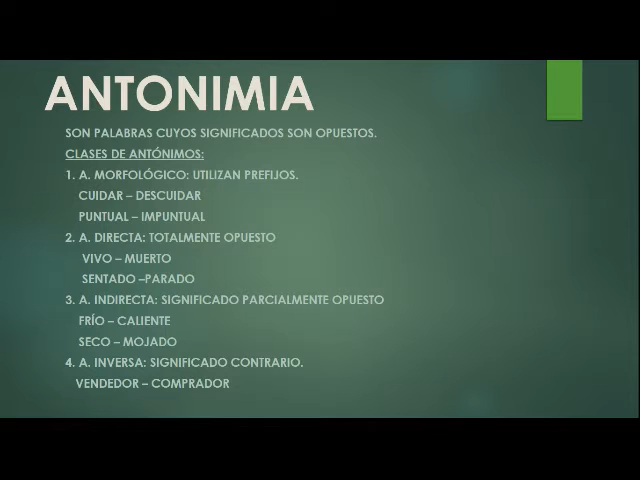 ANTONIMIA
SON PALABRAS CUYOS SIGNIFICADOS SON OPUESTOS.
CLASES DE ANTÓNIMOS:
1. A. MORFOLÓGICO: UTILIZAN PREFIJOS.
CUIDAR – DESCUIDAR
PUNTUAL – IMPUNTUAL
2. A. DIRECTA: TOTALMENTE OPUESTO
VIVO – MUERTO
SENTADO –PARADO
3. A. INDIRECTA: SIGNIFICADO PARCIALMENTE OPUESTO
FRÍO – CALIENTE
SECO – MOJADO
4. A. INVERSA: SIGNIFICADO CONTRARIO.
VENDEDOR – COMPRADOR